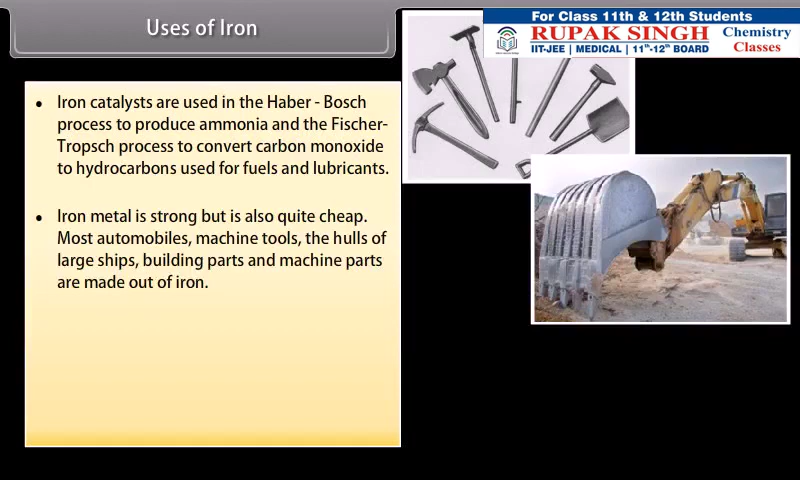 Uses of Iron
For Class 11th & 12th Students
RUPAK SINGH
IIT-JEE | MEDICAL | 11th-12th BOARD
Chemistry
Classes
• Iron catalysts are used in the Haber - Bosch
process to produce ammonia and the Fischer-
Tropsch process to convert carbon monoxide
to hydrocarbons used for fuels and lubricants.
• Iron metal is strong but is also quite cheap.
Most automobiles, machine tools, the hulls of
large ships, building parts and machine parts
are made out of iron.